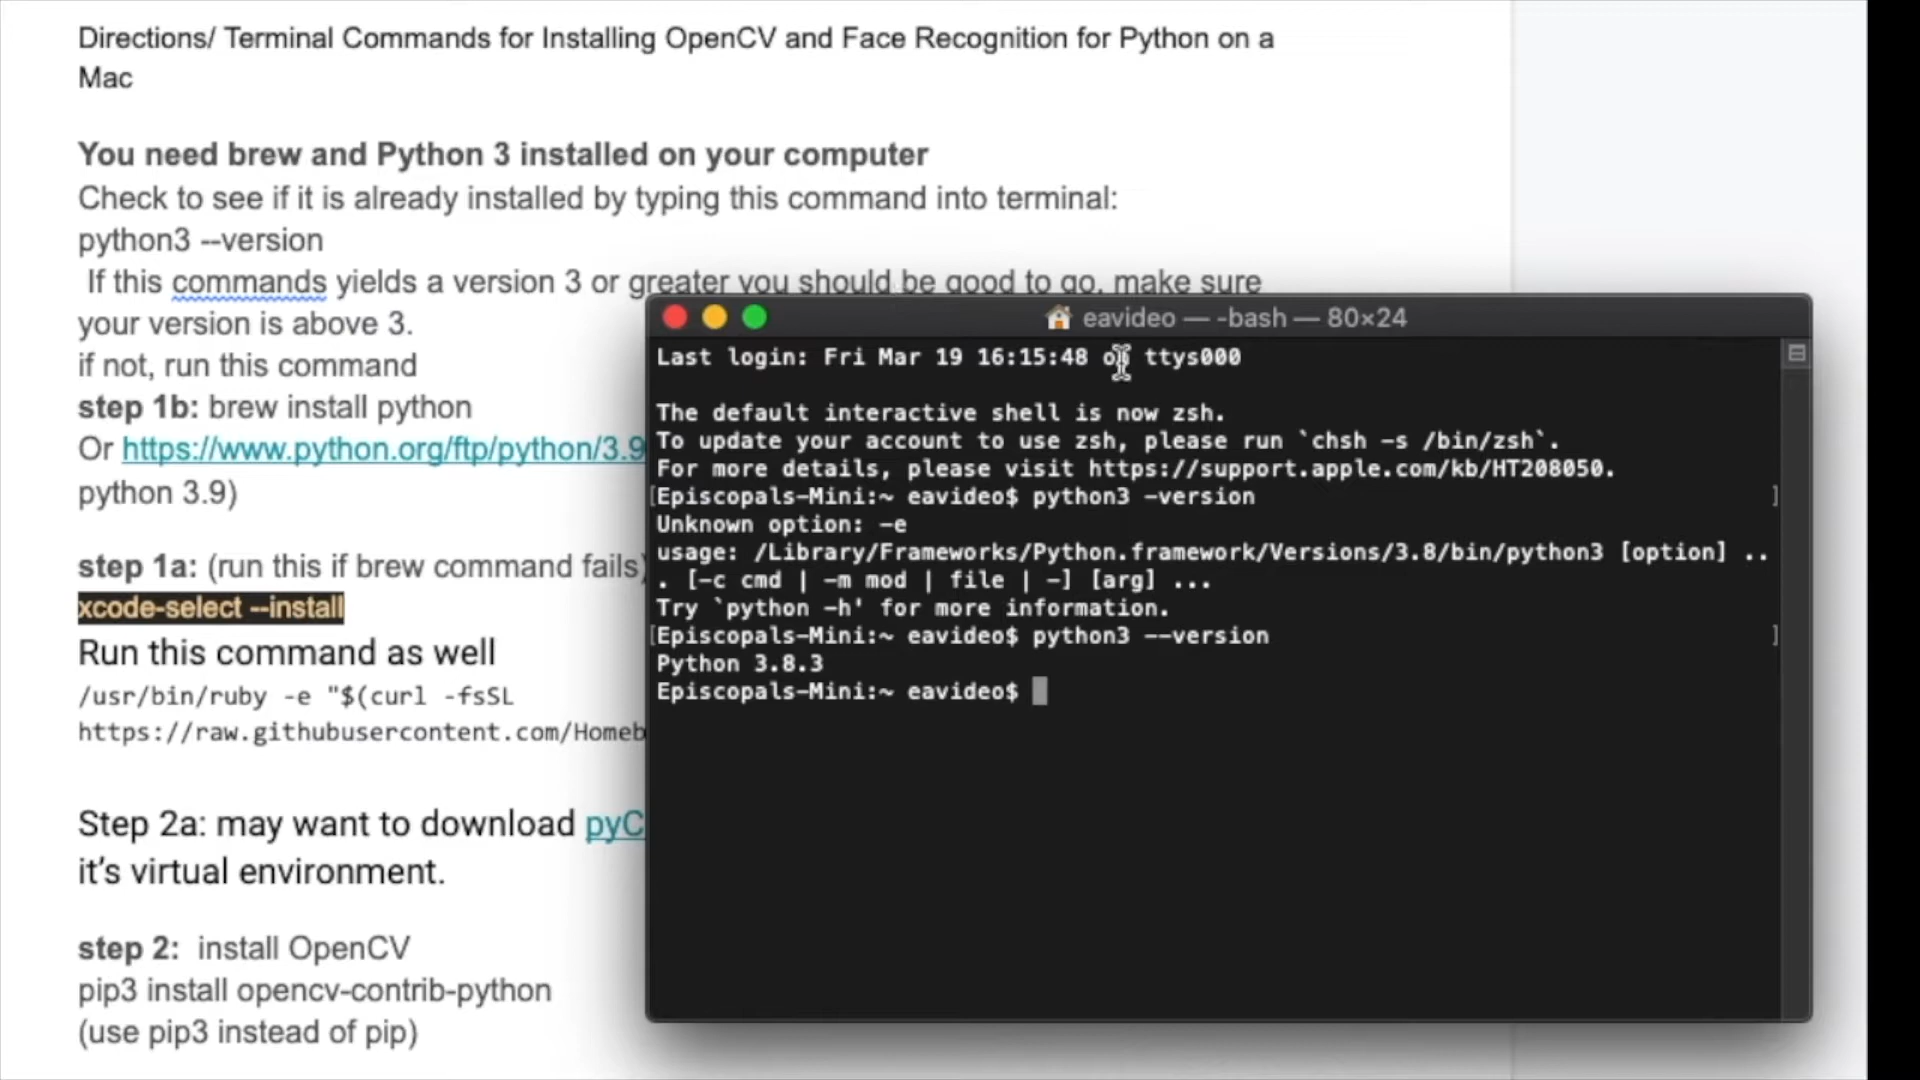 Directions/ Terminal Commands for Installing OpenCV and Face Recognition for Python on a
Mac
You need brew and Python 3 installed on your computer
Check to see if it is already installed by typing this command into terminal:
python3 --version
If this commands yields a version 3 or greater you should be good to go, make sure
your version is above 3.
if not, run this command
step 1b: brew install python
Or https://www.python.org/ftp/python/3.9
python 3.9)
step 1a: (run this if brew command fails)
xcode-select --install
Run this command as well
/usr/bin/ruby -e "$(curl -fsSL
https://raw.githubusercontent.com/Homeb
Step 2a: may want to download pyC
it’s virtual environment.
step 2: install OpenCV
pip3 install opencv-contrib-python
(use pip3 instead of pip)
eavideo — -bash — 80×24
Last login: Fri Mar 19 16:15:48 on ttys000
The default interactive shell is now zsh.
To update your account to use zsh, please run `chsh -s /bin/zsh`.
For more details, please visit https://support.apple.com/kb/HT208050.
[Episcopals-Mini:~ eavideo$ python3 -version ]
Unknown option: -e
usage: /Library/Frameworks/Python.framework/Versions/3.8/bin/python3 [option] ..
. [-c cmd | -m mod | file | -] [arg] ...
Try `python -h' for more information.
[Episcopals-Mini:~ eavideo$ python3 --version ]
Python 3.8.3
Episcopals-Mini:~ eavideo$